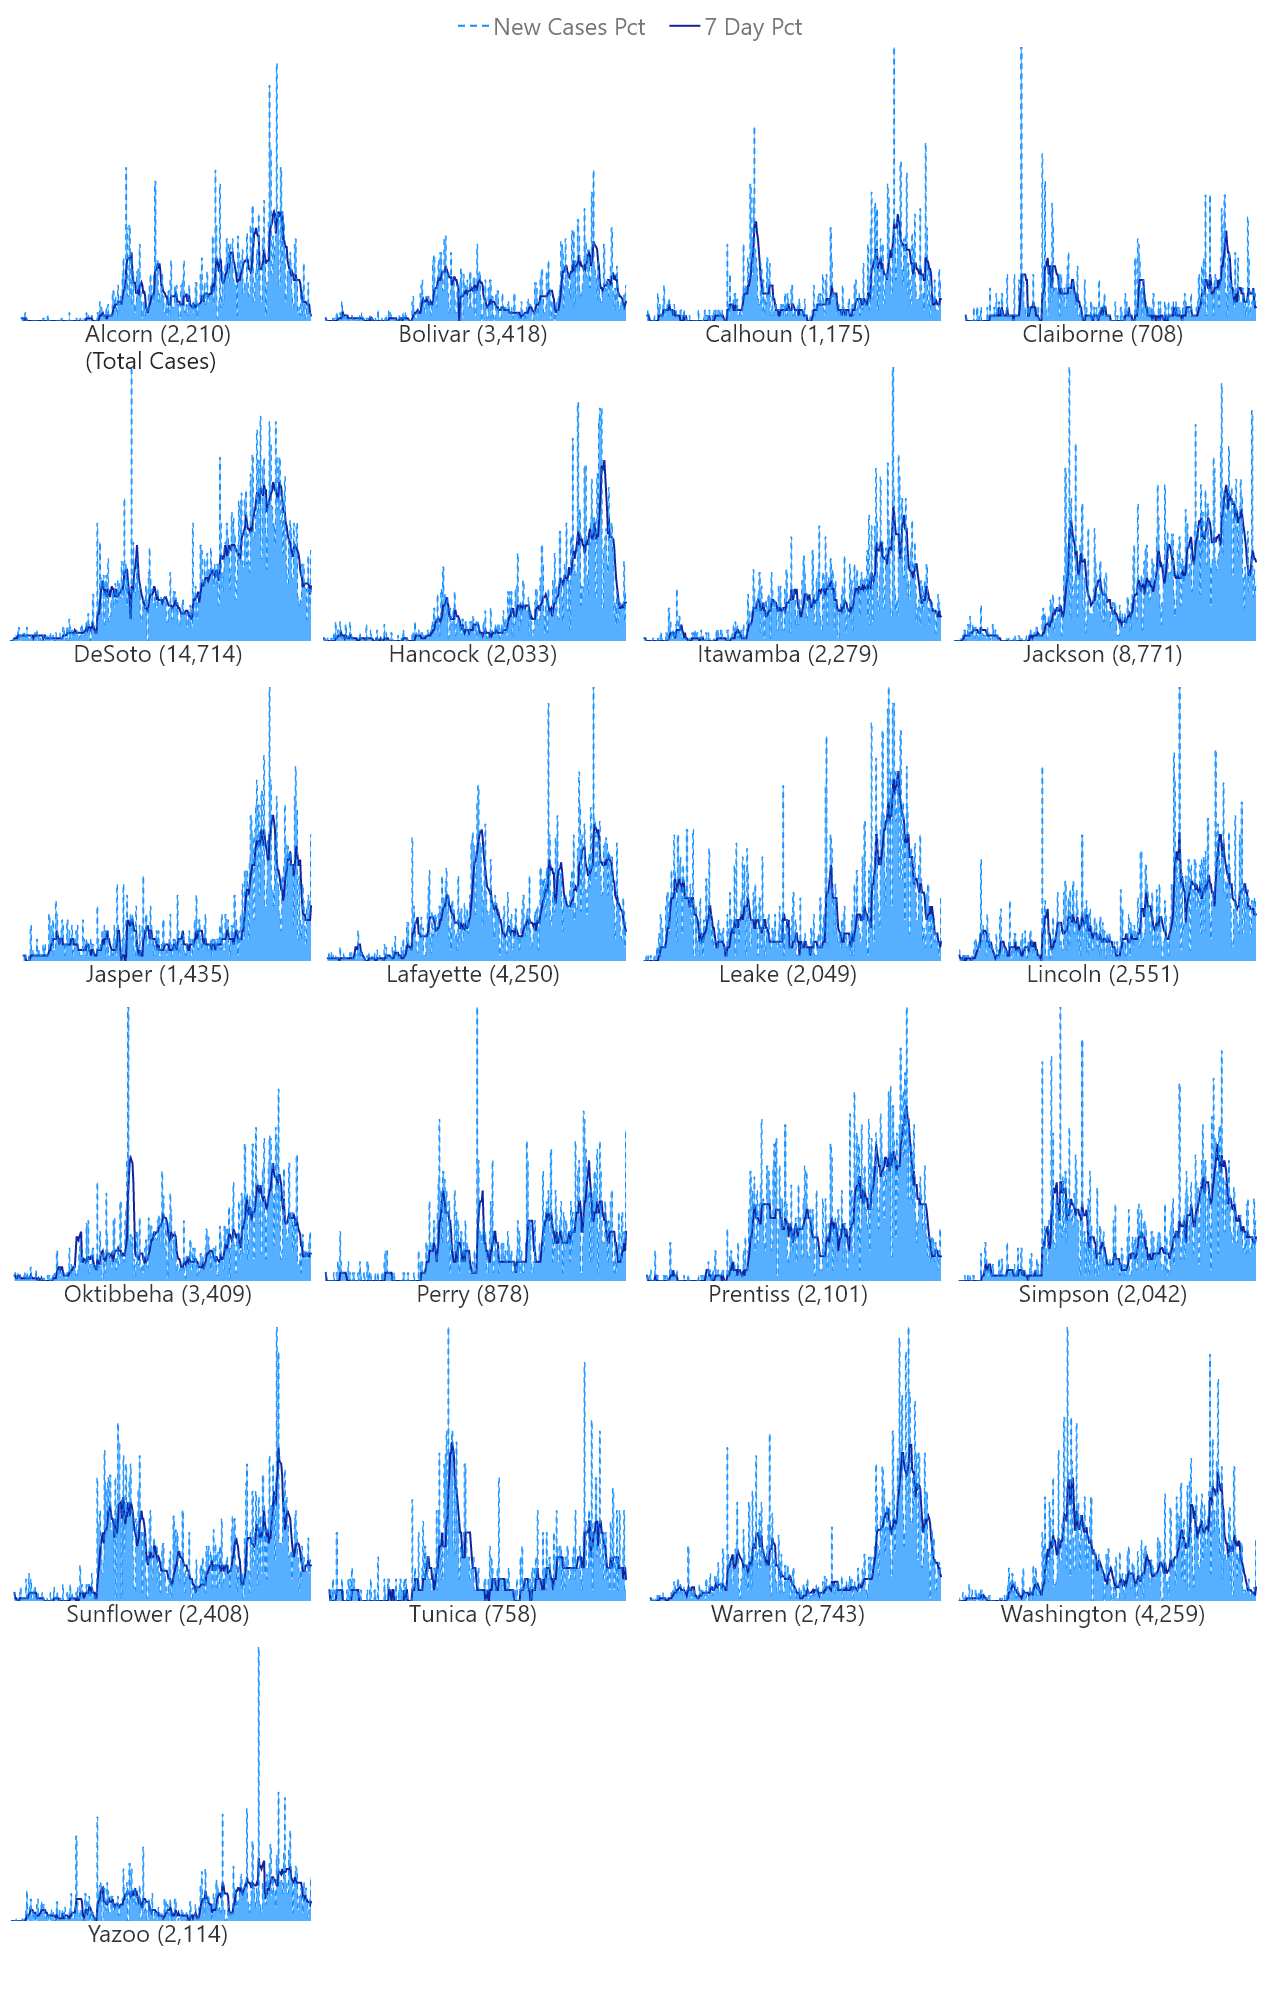 New Cases Pct 7 Day Pct
Alcorn (2,210) Bolivar (3,418) Calhoun (1,175) Claiborne (708)
(Total Cases)
DeSoto (14,714) Hancock (2,033) Itawamba (2,279) Jackson (8,771)
Jasper (1,435) Lafayette (4,250) Leake (2,049) Lincoln (2,551)
Oktibbeha (3,409) Perry (878) Prentiss (2,101) Simpson (2,042)
Sunflower (2,408) Tunica (758) Warren (2,743) Washington (4,259)
Yazoo (2,114)